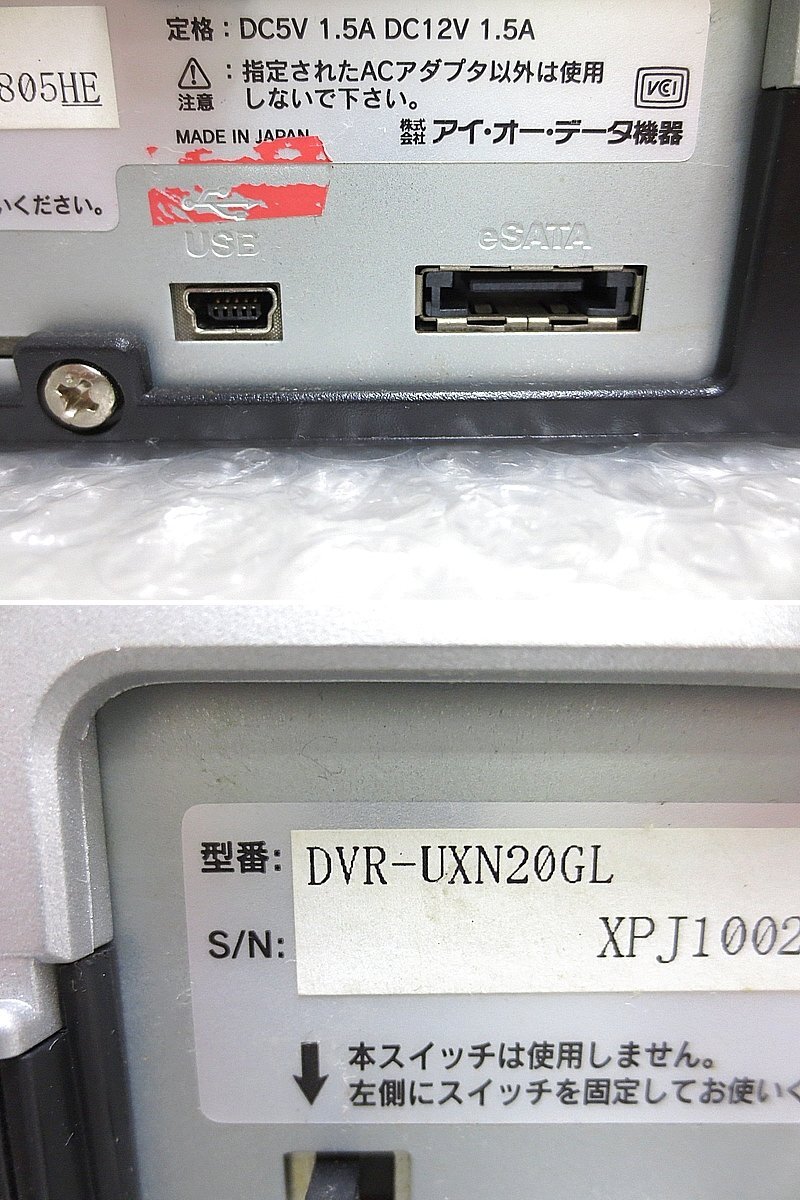 定格：DC5V 1.5A DC12V 1.5A
805HE
注意：指定されたACアダプタ以外は使用
しないで下さい。
VCI
MADE IN JAPAN
株式会社 アイ・オー・データ機器
いください。
USB
eSATA
型番：DVR-UXN20GL
S/N：XPJ1002
本スイッチは使用しません。
左側にスイッチを固定してお使いく